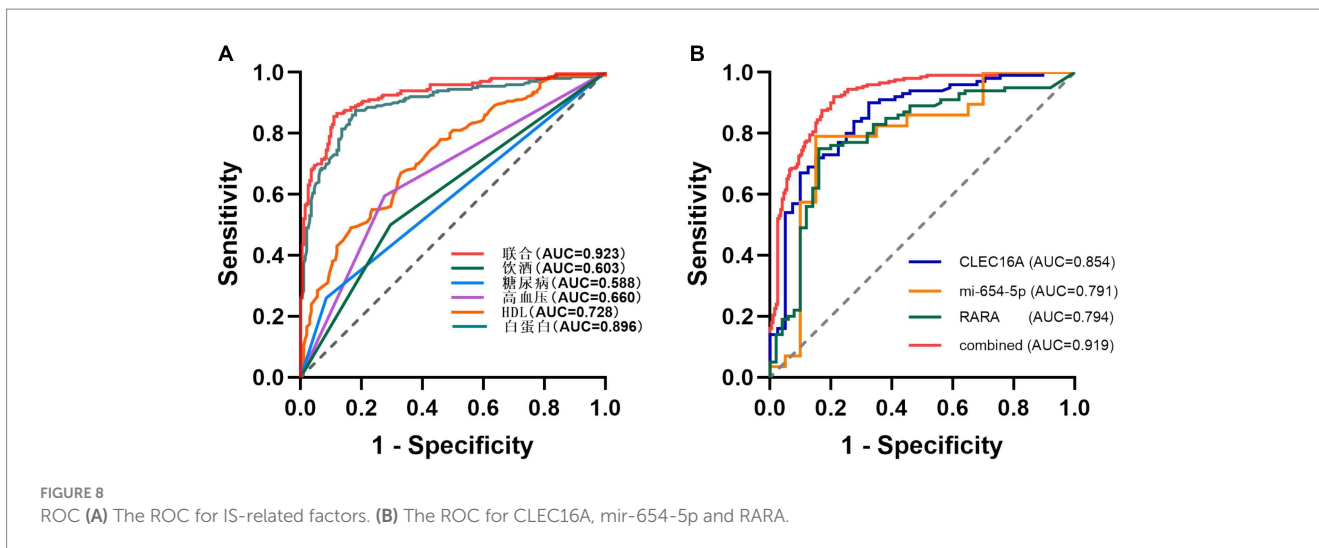 A
B
1.0
0.8
0.6
0.4
0.2
0.0
Sensitivity
联合(AUC=0.923)
饮酒(AUC=0.603)
糖尿病(AUC=0.588)
高血压(AUC=0.660)
HDL(AUC=0.728)
白蛋白(AUC=0.896)
0.0 0.2 0.4 0.6 0.8 1.0
1 - Specificity
1.0
0.8
0.6
0.4
0.2
0.0
Sensitivity
CLEC16A (AUC=0.854)
mi-654-5p (AUC=0.791)
RARA (AUC=0.794)
combined (AUC=0.919)
0.0 0.2 0.4 0.6 0.8 1.0
1 - Specificity
FIGURE 8
ROC (A) The ROC for IS-related factors. (B) The ROC for CLEC16A, mir-654-5p and RARA.